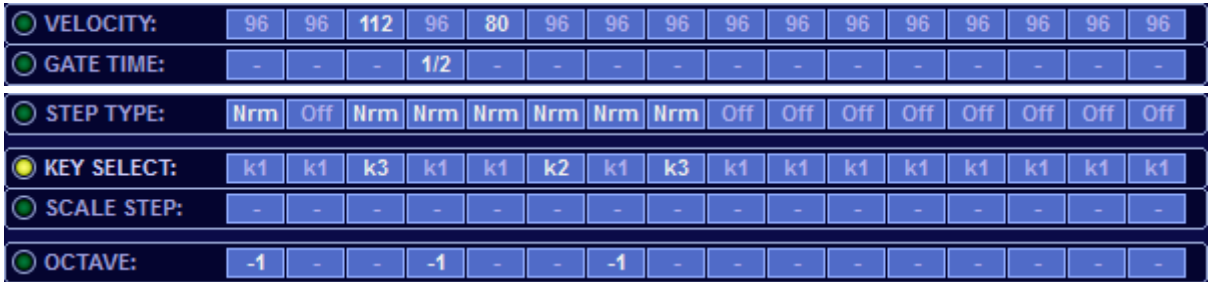 VELOCITY: 96 96 112 96 80 96 96 96 96 96 96 96 96 96 96 96
GATE TIME: - - - 1/2 - - - - - - - - - - - -
STEP TYPE: Nrm Off Nrm Nrm Nrm Nrm Nrm Nrm Off Off Off Off Off Off Off Off
KEY SELECT: k1 k1 k3 k1 k1 k2 k1 k3 k1 k1 k1 k1 k1 k1 k1 k1
SCALE STEP: - - - - - - - - - - - - - - - -
OCTAVE: -1 - - -1 - - -1 - - - - - - - - -